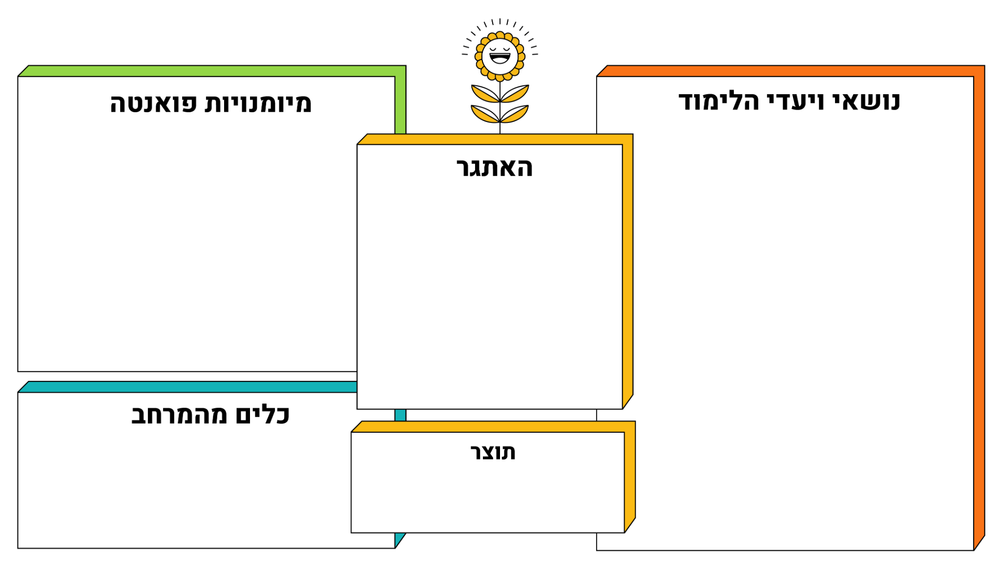 נושאי ויעדי הלימוד
מיומנויות פואנטה
האתגר
כלים מהמרחב
תוצר